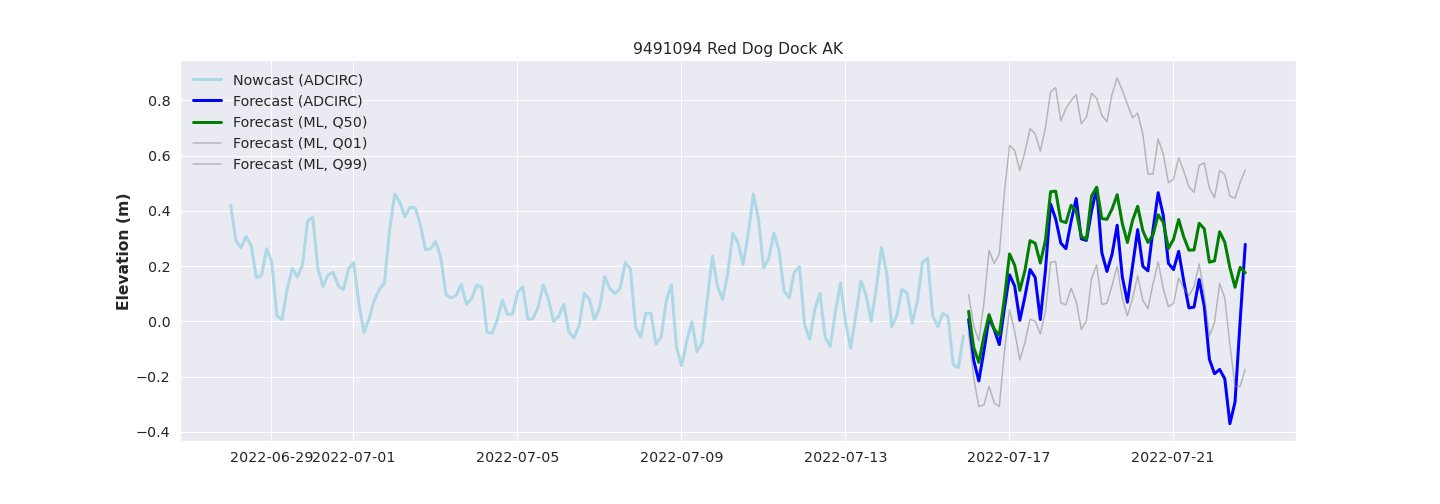 9491094 Red Dog Dock AK
Nowcast (ADCIRC)
Forecast (ADCIRC)
Forecast (ML, Q50)
Forecast (ML, Q01)
Forecast (ML, Q99)
Elevation (m)
0.8
0.6
0.4
0.2
0.0
−0.2
−0.4
2022-06-29 2022-07-01 2022-07-05 2022-07-09 2022-07-13 2022-07-17 2022-07-21